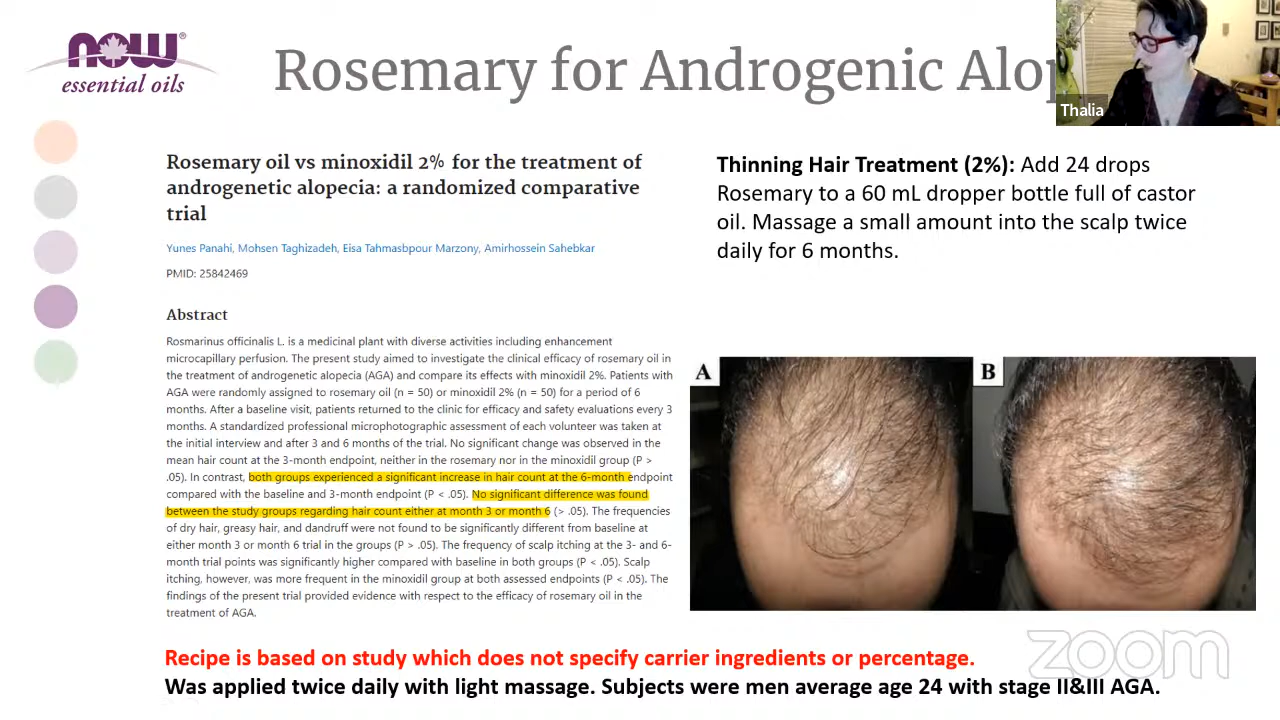 NOW®
essential oils
Rosemary for Androgenic Alop
Thalia
Rosemary oil vs minoxidil 2% for the treatment of
androgenetic alopecia: a randomized comparative
trial
Yunes Panahi, Mohsen Taghizadeh, Eisa Tahmasbpour Marzony, Amirhossein Sahebkar
PMID: 25842469
Abstract
Rosmarinus officinalis L. is a medicinal plant with diverse activities including enhancement
microcapillary perfusion. The present study aimed to investigate the clinical efficacy of rosemary oil in
the treatment of androgenetic alopecia (AGA) and compare its effects with minoxidil 2%. Patients with
AGA were randomly assigned to rosemary oil (n = 50) or minoxidil 2% (n = 50) for a period of 6
months. After a baseline visit, patients returned to the clinic for efficacy and safety evaluations every 3
months. A standardized professional microphotographic assessment of each volunteer was taken at
the initial interview and after 3 and 6 months of the trial. No significant change was observed in the
mean hair count at the 3-month endpoint, neither in the rosemary nor in the minoxidil group (P >
.05). In contrast, both groups experienced a significant increase in hair count at the 6-month endpoint
compared with the baseline and 3-month endpoint (P < .05). No significant difference was found
between the study groups regarding hair count either at month 3 or month 6 (> .05). The frequencies
of dry hair, greasy hair, and dandruff were not found to be significantly different from baseline at
either month 3 or month 6 trial in the groups (P > .05). The frequency of scalp itching at the 3- and 6-
month trial points was significantly higher compared with baseline in both groups (P < .05). Scalp
itching, however, was more frequent in the minoxidil group at both assessed endpoints (P < .05). The
findings of the present trial provided evidence with respect to the efficacy of rosemary oil in the
treatment of AGA.
Thinning Hair Treatment (2%): Add 24 drops
Rosemary to a 60 mL dropper bottle full of castor
oil. Massage a small amount into the scalp twice
daily for 6 months.
A
B
Recipe is based on study which does not specify carrier ingredients or percentage.
Was applied twice daily with light massage. Subjects were men average age 24 with stage II&III AGA.
zoom